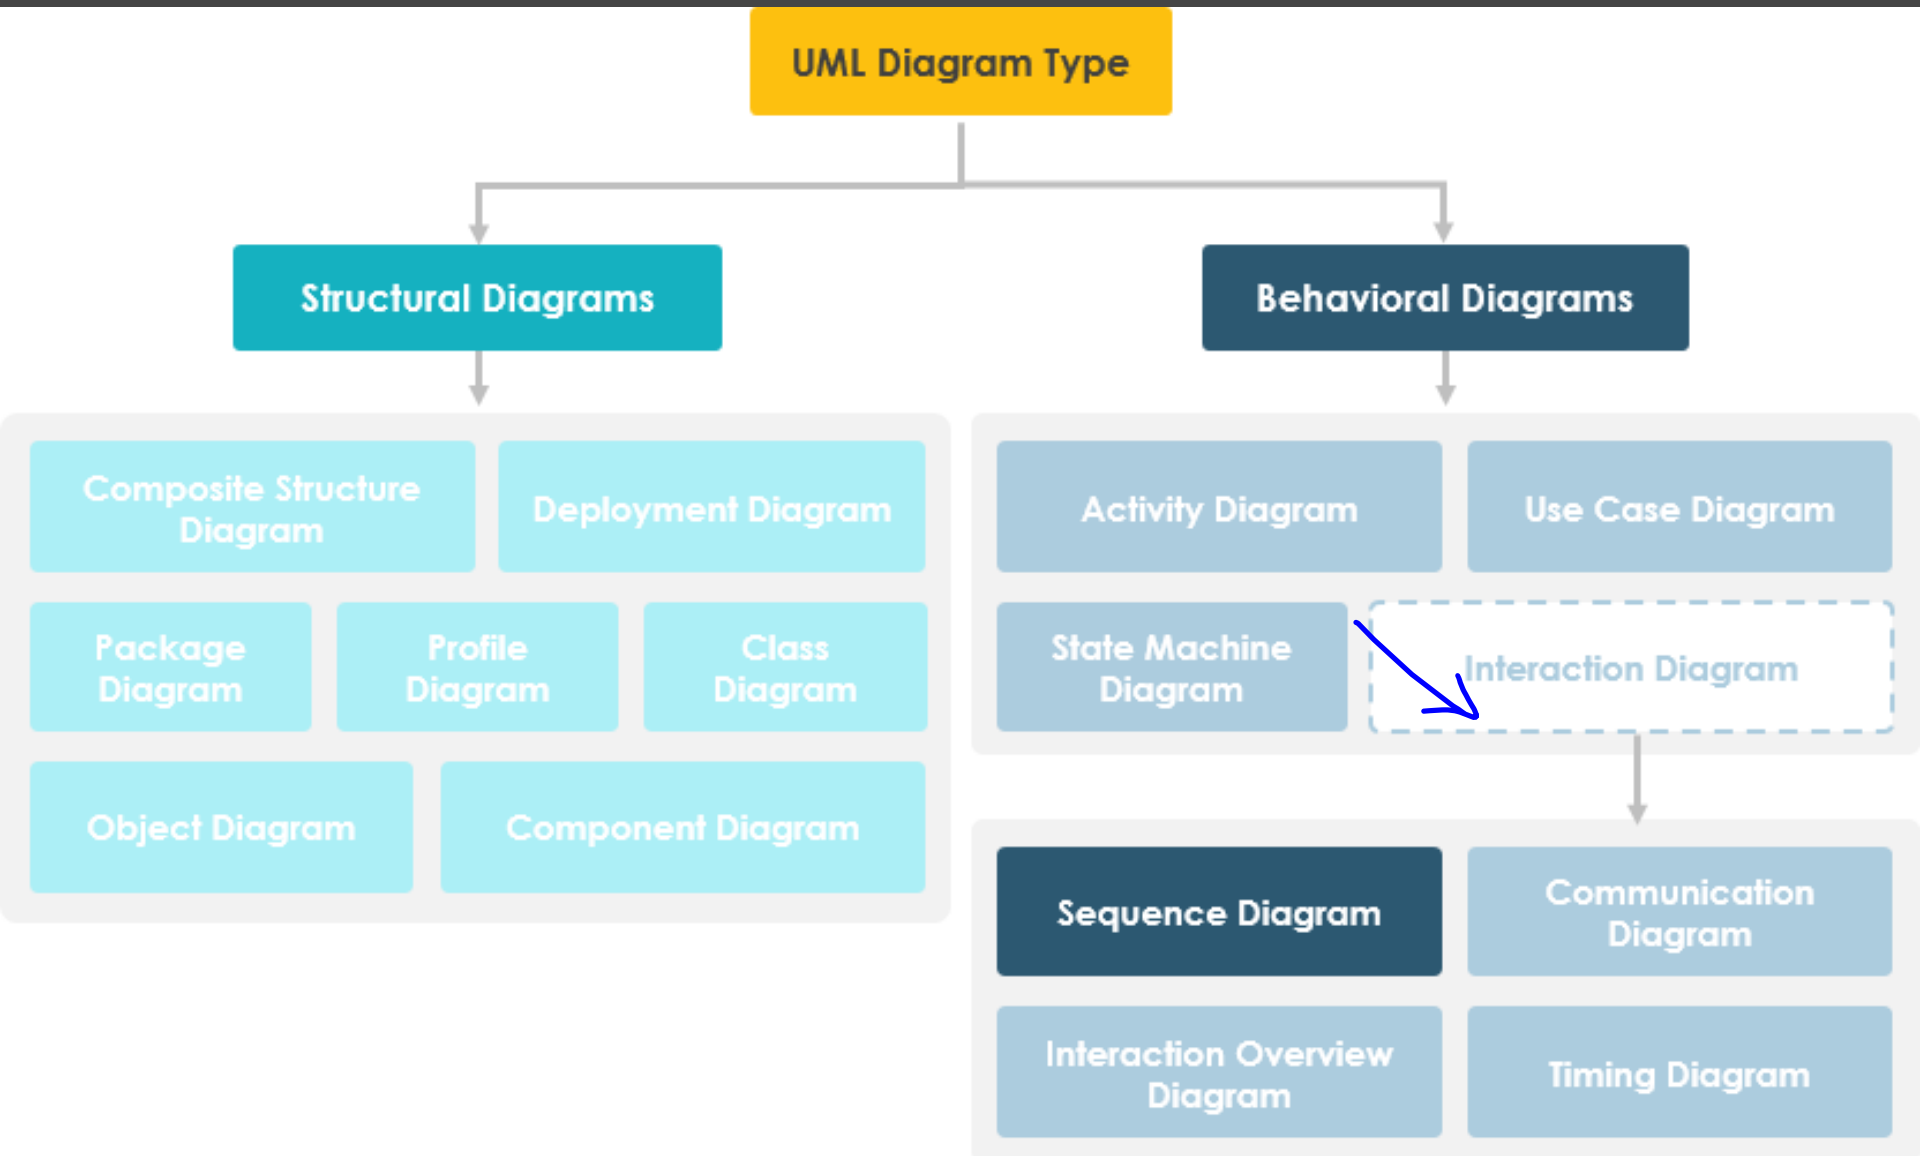 UML Diagram Type
Structural Diagrams
Behavioral Diagrams
Composite Structure
Diagram
Deployment Diagram
Package
Diagram
Profile
Diagram
Class
Diagram
Object Diagram
Component Diagram
Activity Diagram
Use Case Diagram
State Machine
Diagram
Interaction Diagram
Sequence Diagram
Communication
Diagram
Interaction Overview
Diagram
Timing Diagram